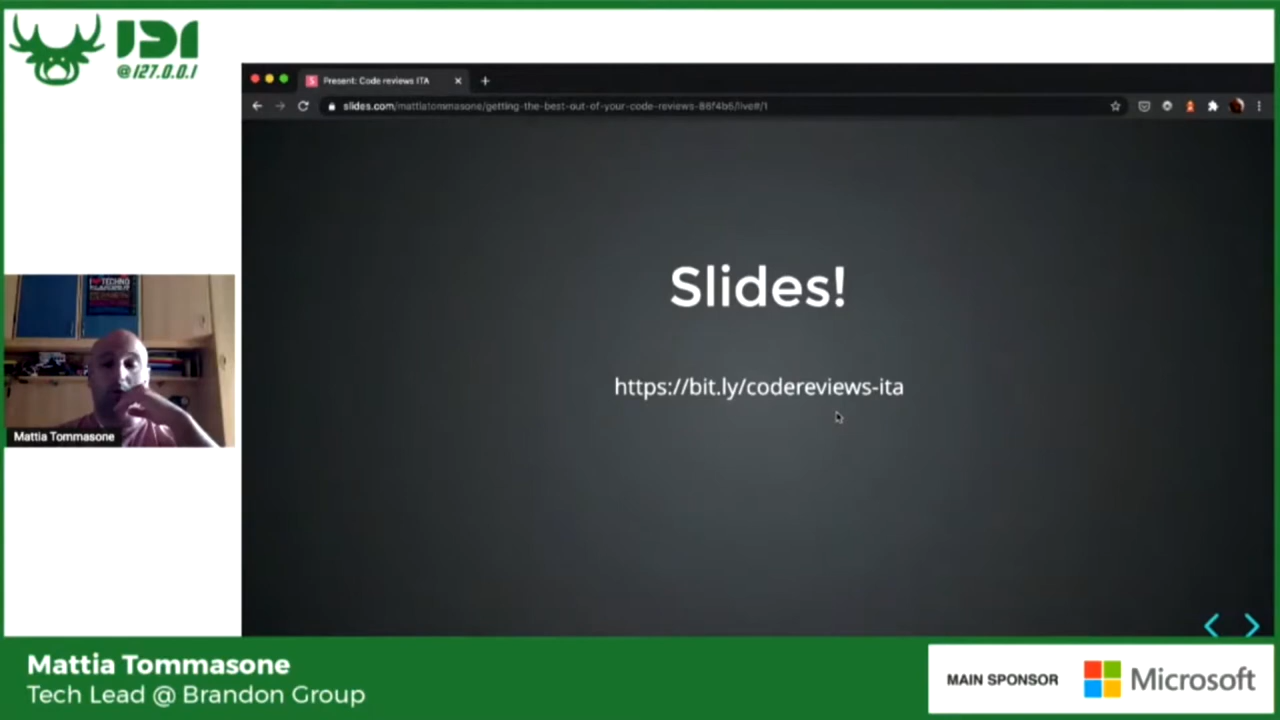 JDI
@127.0.0.1
Present: Code reviews ITA
slides.com/mattiatommasone/getting-the-best-out-of-your-code-reviews-86f4b6/live#/1
Slides!
https://bit.ly/codereviews-ita
TECHNO
Mattia Tommasone
Mattia Tommasone
Tech Lead @ Brandon Group
MAIN SPONSOR
Microsoft